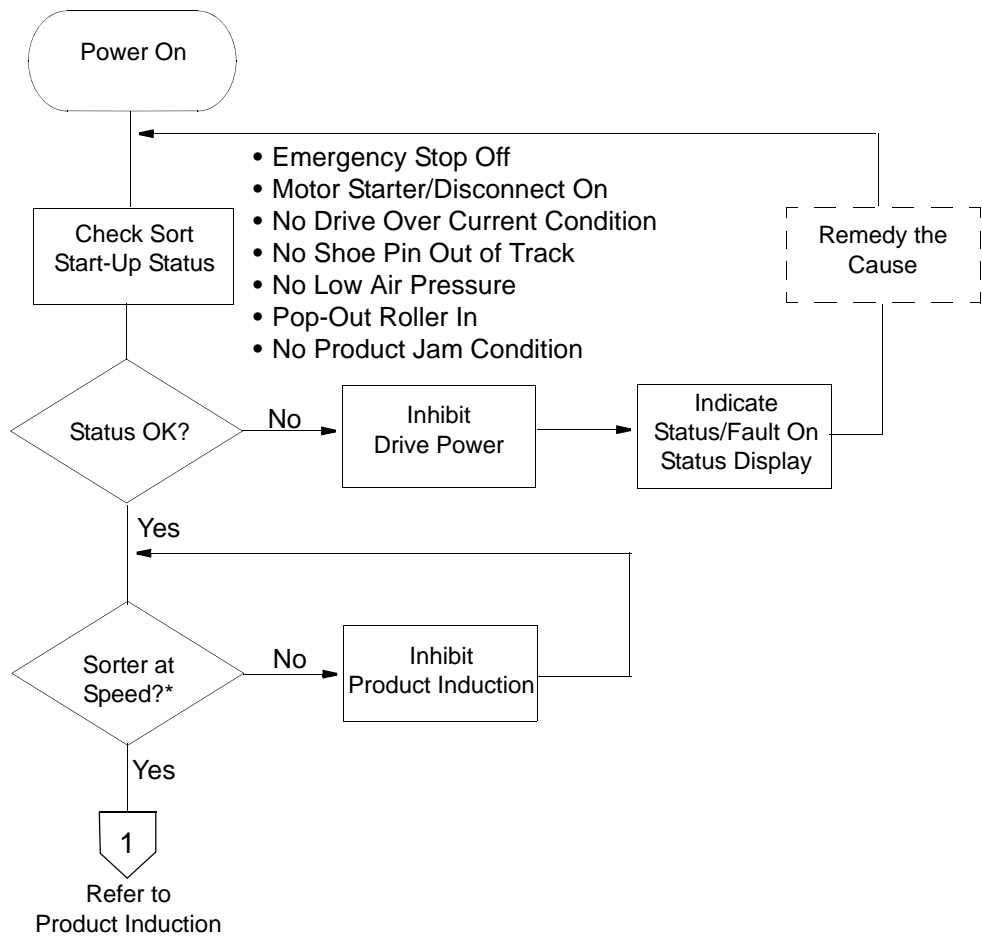 Power On
Check Sort
Start-Up Status
• Emergency Stop Off
• Motor Starter/Disconnect On
• No Drive Over Current Condition
• No Shoe Pin Out of Track
• No Low Air Pressure
• Pop-Out Roller In
• No Product Jam Condition
Remedy the
Cause
Status OK?
No
Inhibit
Drive Power
Indicate
Status/Fault On
Status Display
Yes
Sorter at
Speed?*
No
Inhibit
Product Induction
Yes
1
Refer to
Product Induction